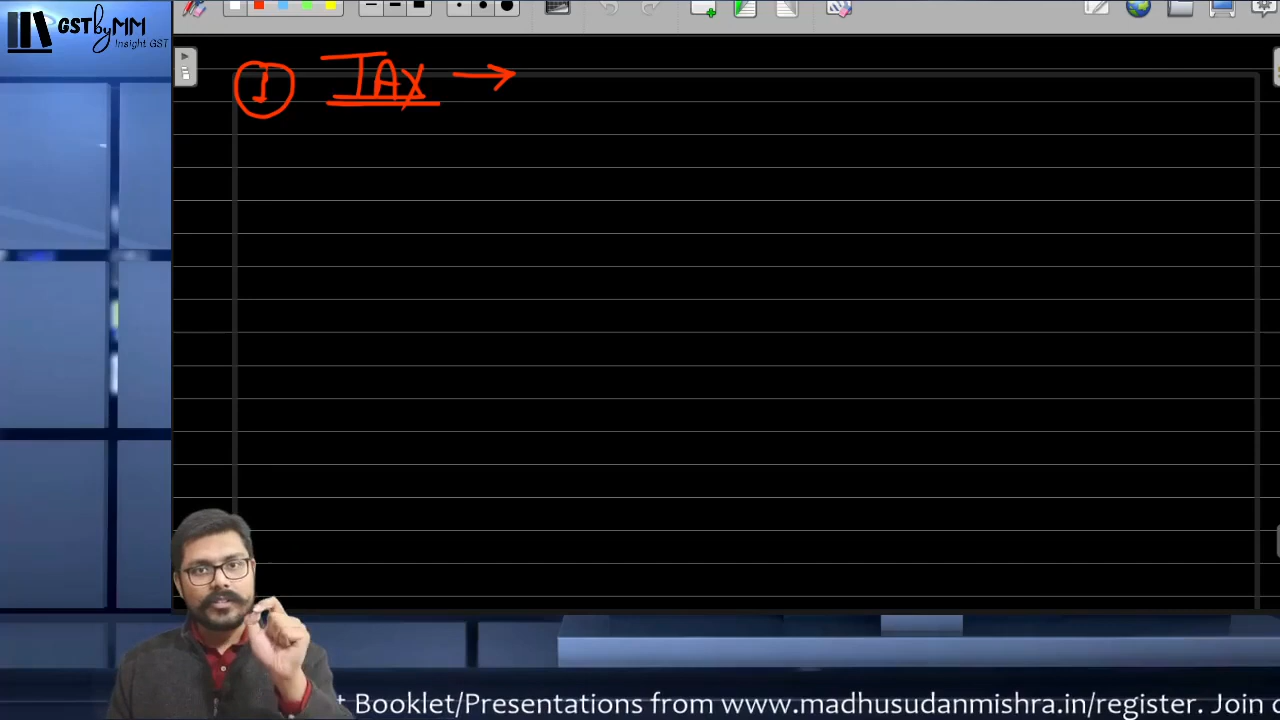 GSTbyMM
Insight GST
1 TAX →
t Booklet/Presentations from www.madhusudanmishra.in/register. Join